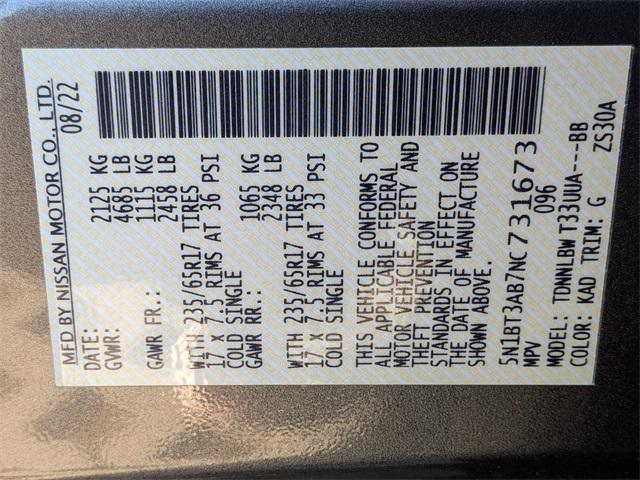 MFD BY NISSAN MOTOR CO., LTD.
DATE: 08/22
GVWR: 2125 KG
4685 LB
GAWR FR.: 1115 KG
2458 LB
WITH 235/65R17 TIRES
17 x 7.5 RIMS AT 36 PSI
COLD SINGLE
GAWR RR.: 1065 KG
2348 LB
WITH 235/65R17 TIRES
17 x 7.5 RIMS AT 33 PSI
COLD SINGLE
THIS VEHICLE CONFORMS TO
ALL APPLICABLE FEDERAL
MOTOR VEHICLE SAFETY AND
THEFT PREVENTION
STANDARDS IN EFFECT ON
THE DATE OF MANUFACTURE
SHOWN ABOVE.
5N1BT3AB7NC731673
MPV 096
MODEL: TDNNLBW T33UUA---BB
COLOR: KAD TRIM: G ZS30A